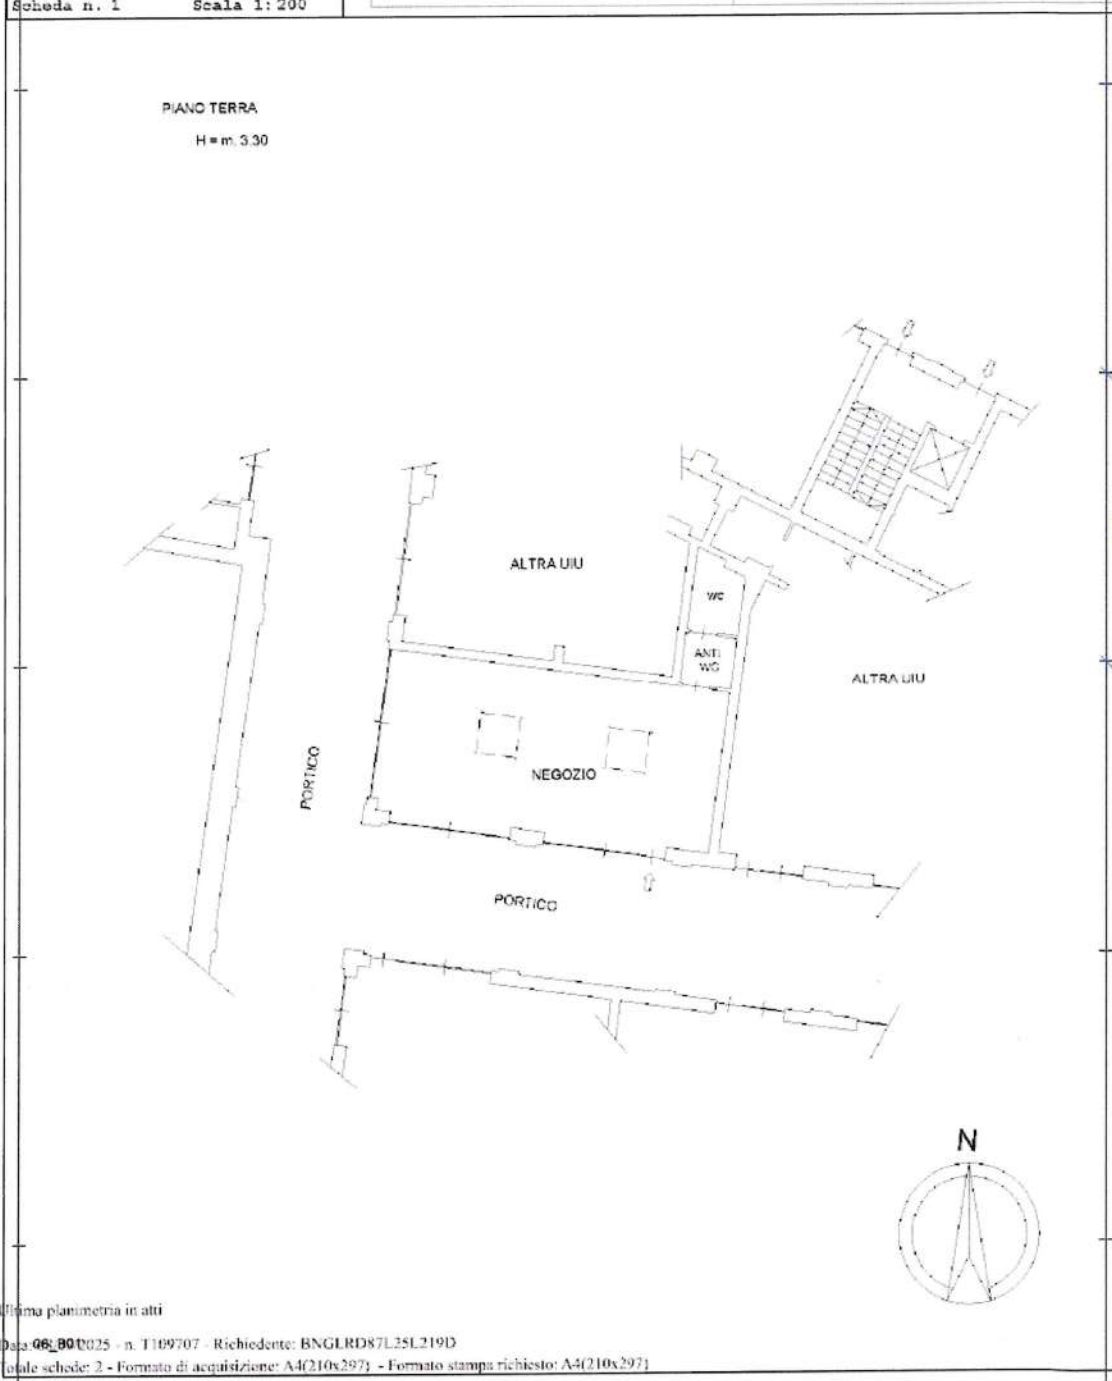 Scheda n. 1 Scala 1:200
PIANO TERRA
H = m. 3.30
ALTRA UIU
WC
ANTI
WC
ALTRA UIU
PORTICO
NEGOZIO
PORTICO
N
Ultima planimetria in atti
2025 - n. T109707 - Richiedente: BNGLRD87L25L219D
Totale schede: 2 - Formato di acquisizione: A4(210x297) - Formato stampa richiesto: A4(210x297)